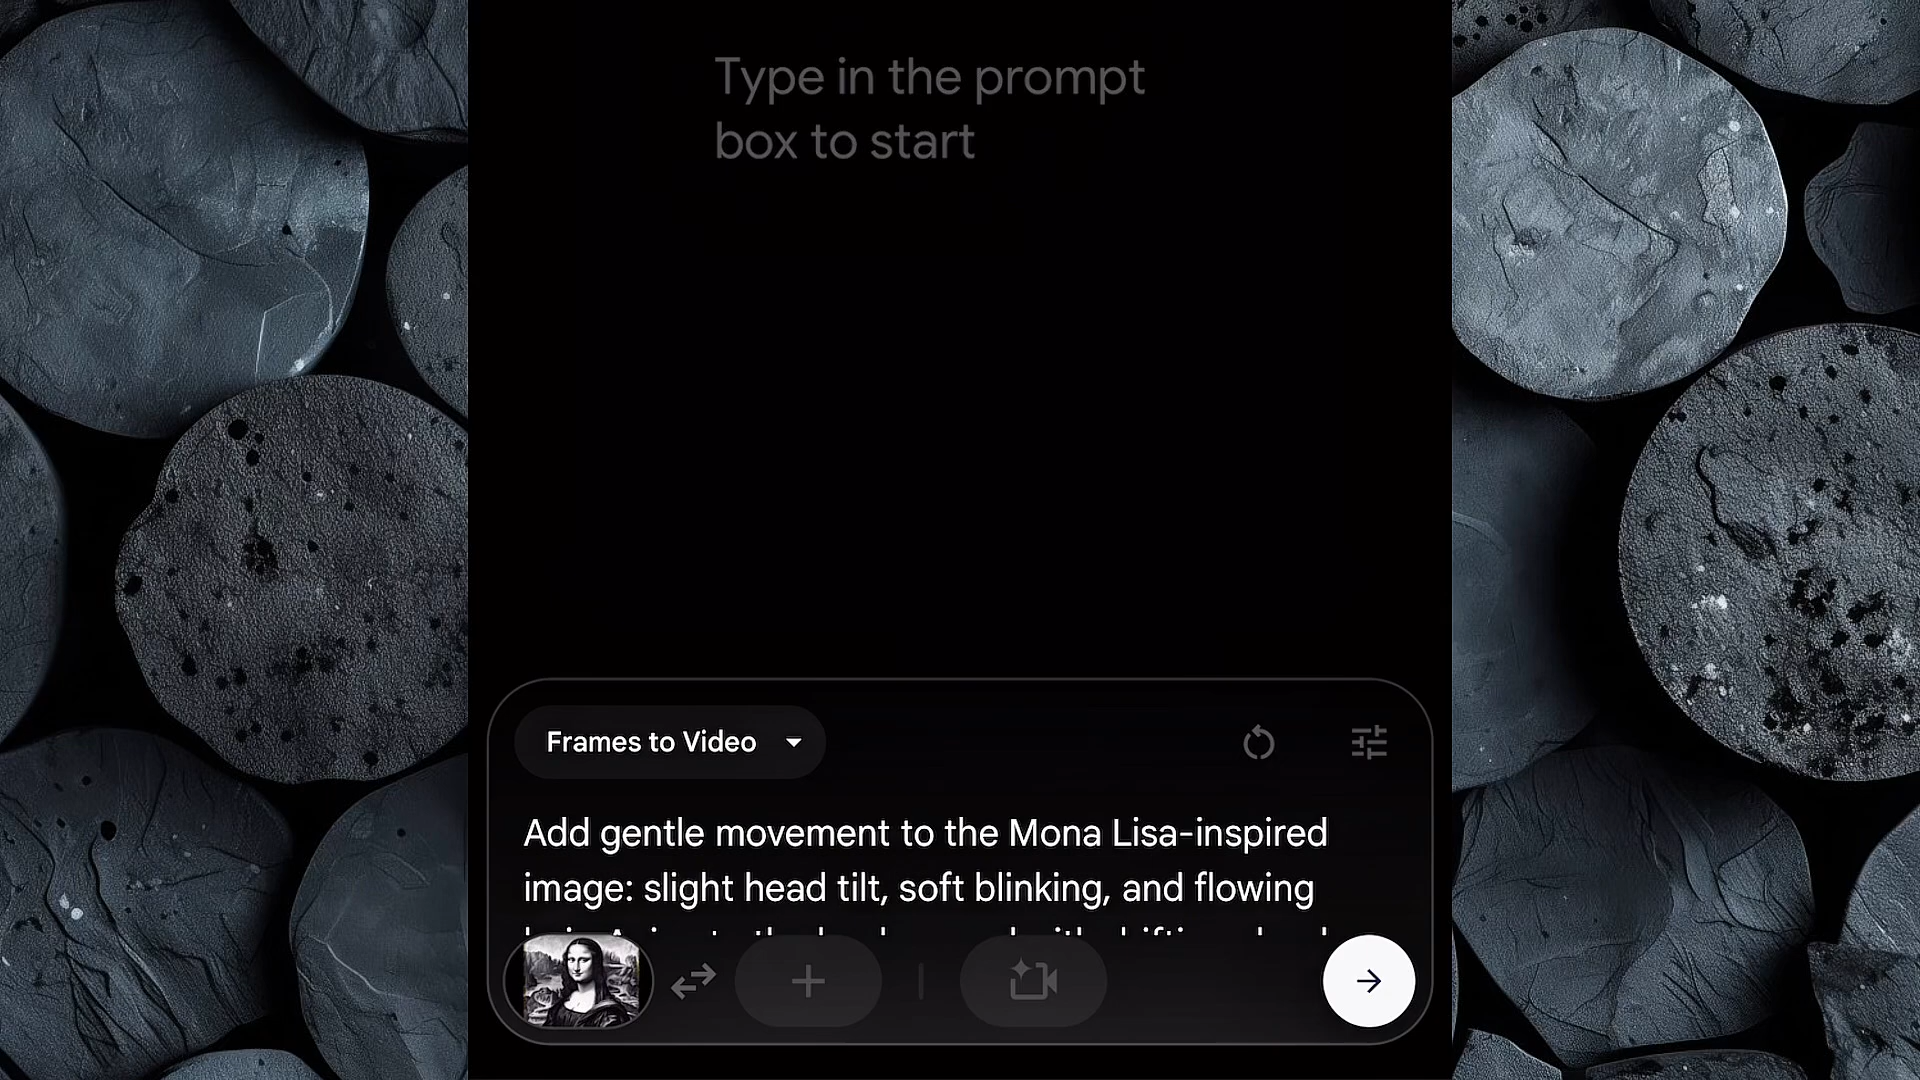 Type in the prompt
box to start
Frames to Video
Add gentle movement to the Mona Lisa-inspired
image: slight head tilt, soft blinking, and flowing